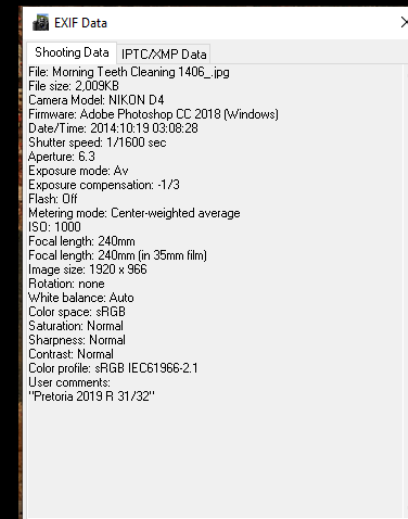 EXIF Data
Shooting Data IPTC/XMP Data
File: Morning Teeth Cleaning 1406_.jpg
File size: 2,009KB
Camera Model: NIKON D4
Firmware: Adobe Photoshop CC 2018 (Windows)
Date/Time: 2014:10:19 03:08:28
Shutter speed: 1/1600 sec
Aperture: 6.3
Exposure mode: Av
Exposure compensation: -1/3
Flash: Off
Metering mode: Center-weighted average
ISO: 1000
Focal length: 240mm
Focal length: 240mm (in 35mm film)
Image size: 1920 x 966
Rotation: none
White balance: Auto
Color space: sRGB
Saturation: Normal
Sharpness: Normal
Contrast: Normal
Color profile: sRGB IEC61966-2.1
User comments:
"Pretoria 2019 R 31/32"